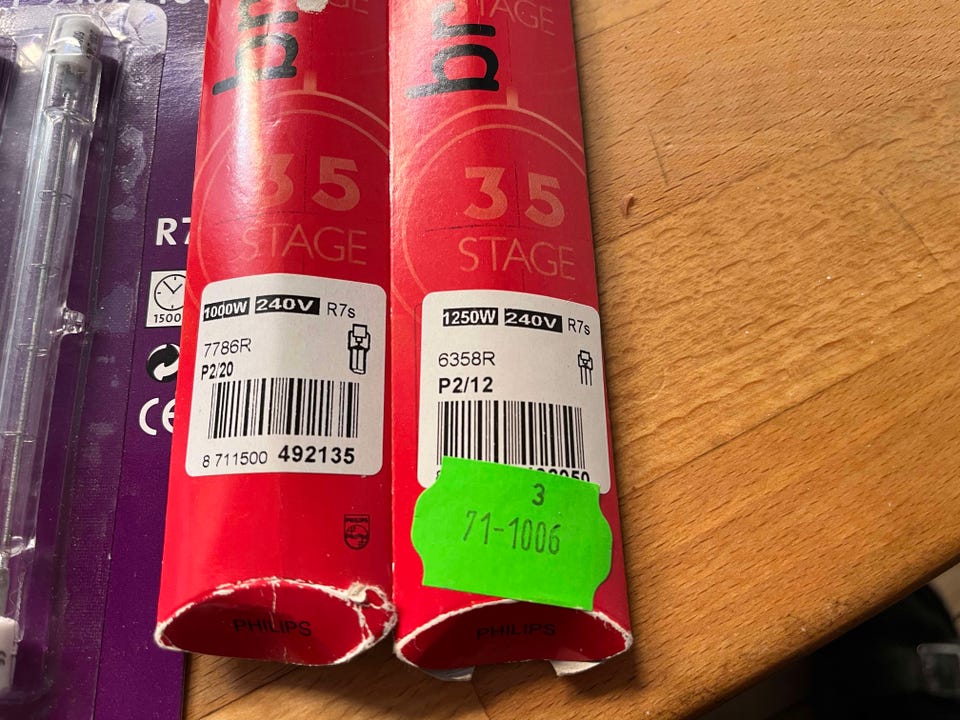 35
STAGE
1000W 240V R7s
7786R
P2/20
8 711500 492135
PHILIPS
PHILIPS
STAGE
35
STAGE
1250W 240V R7s
6358R
P2/12
3
71-1006
PHILIPS
1500
CE